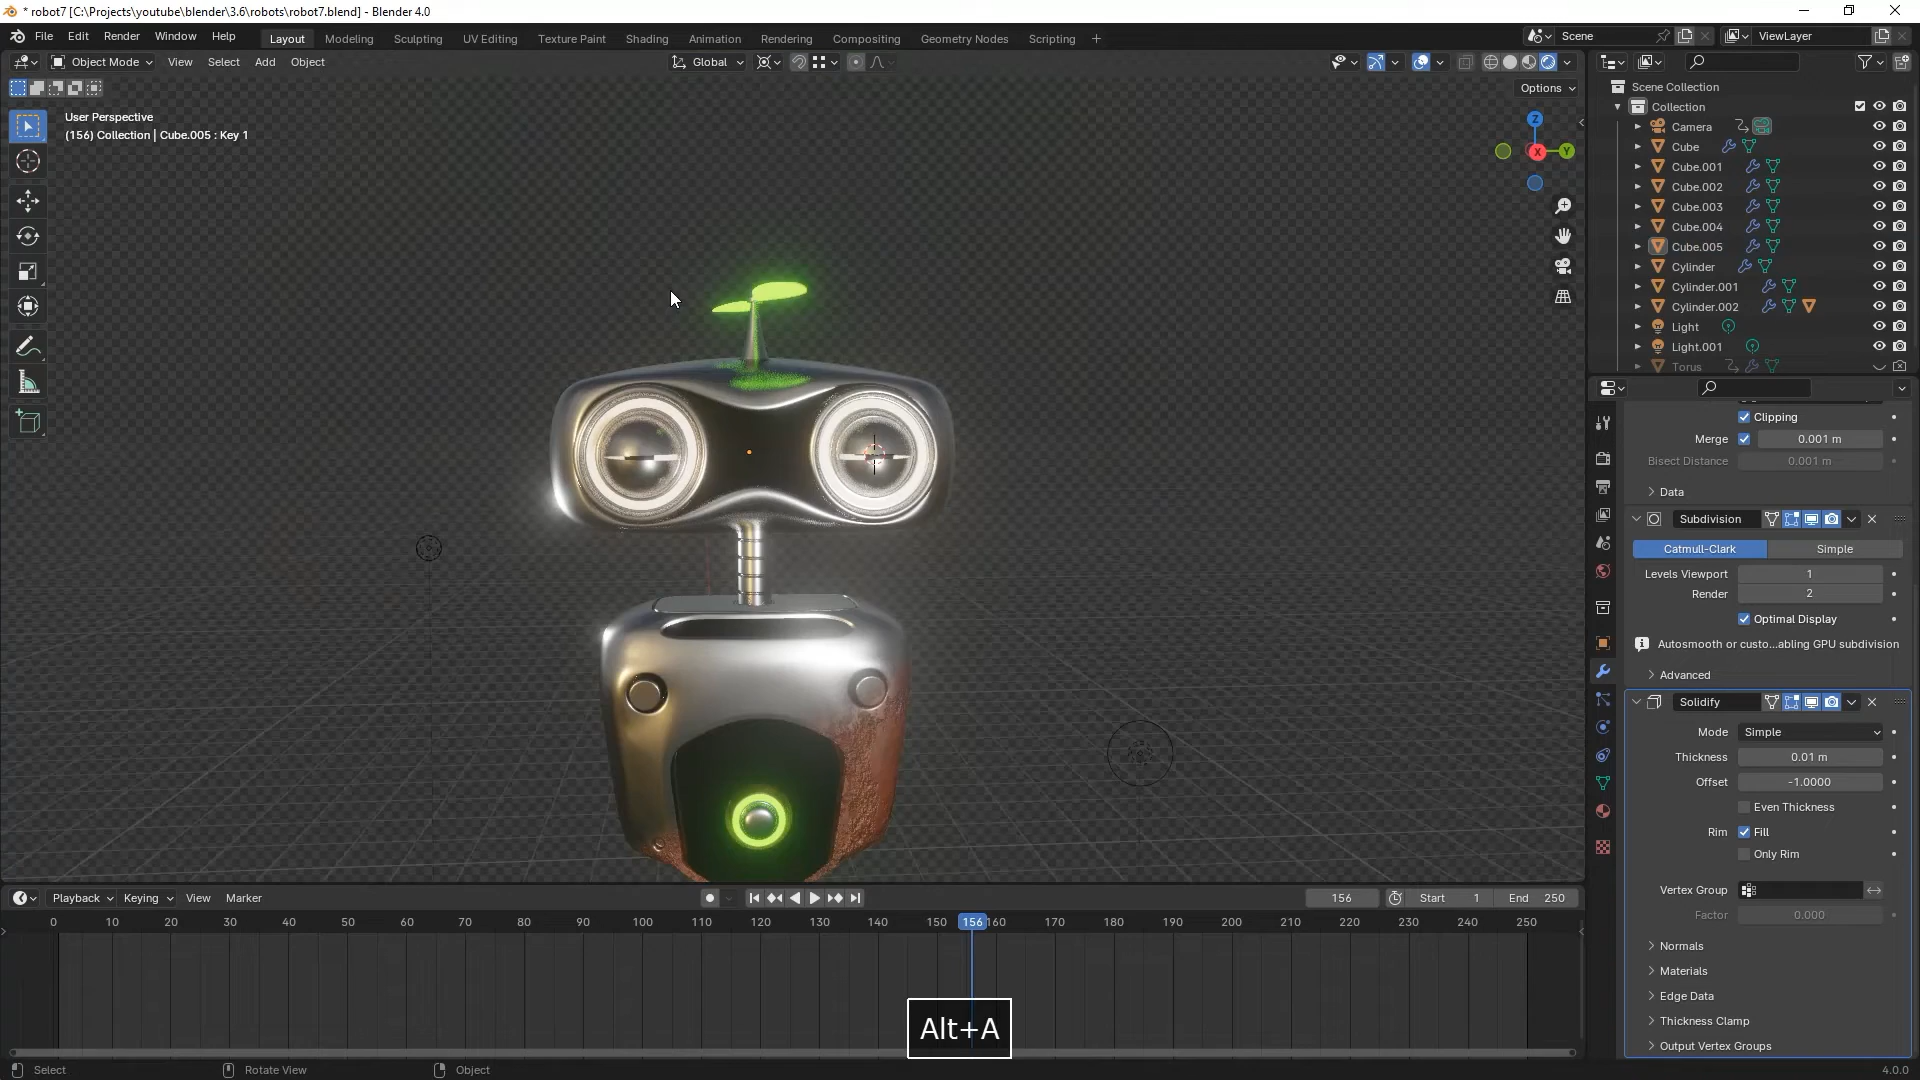 * robot7 [C:\Projects\youtube\blender\3.6\robots\robot7.blend] - Blender 4.0
File Edit Render Window Help
Layout Modeling Sculpting UV Editing Texture Paint Shading Animation Rendering Compositing Geometry Nodes Scripting +
Scene
ViewLayer
Object Mode View Select Add Object
Global
Options
User Perspective
(156) Collection | Cube.005 : Key 1
Z
X
Y
Scene Collection
Collection
Camera
Cube
Cube.001
Cube.002
Cube.003
Cube.004
Cube.005
Cylinder
Cylinder.001
Cylinder.002
Light
Light.001
Torus
Clipping
Merge 0.001 m
Bisect Distance 0.001 m
Data
Subdivision
Catmull-Clark Simple
Levels Viewport 1
Render 2
Optimal Display
Autosmooth or custo...abling GPU subdivision
Advanced
Solidify
Mode Simple
Thickness 0.01 m
Offset -1.0000
Even Thickness
Rim Fill
Only Rim
Vertex Group
Factor 0.000
Normals
Materials
Edge Data
Thickness Clamp
Output Vertex Groups
Playback Keying View Marker
156 Start 1 End 250
0 10 20 30 40 50 60 70 80 90 100 110 120 130 140 150 156 160 170 180 190 200 210 220 230 240 250
Alt+A
Select Rotate View Object
4.0.0